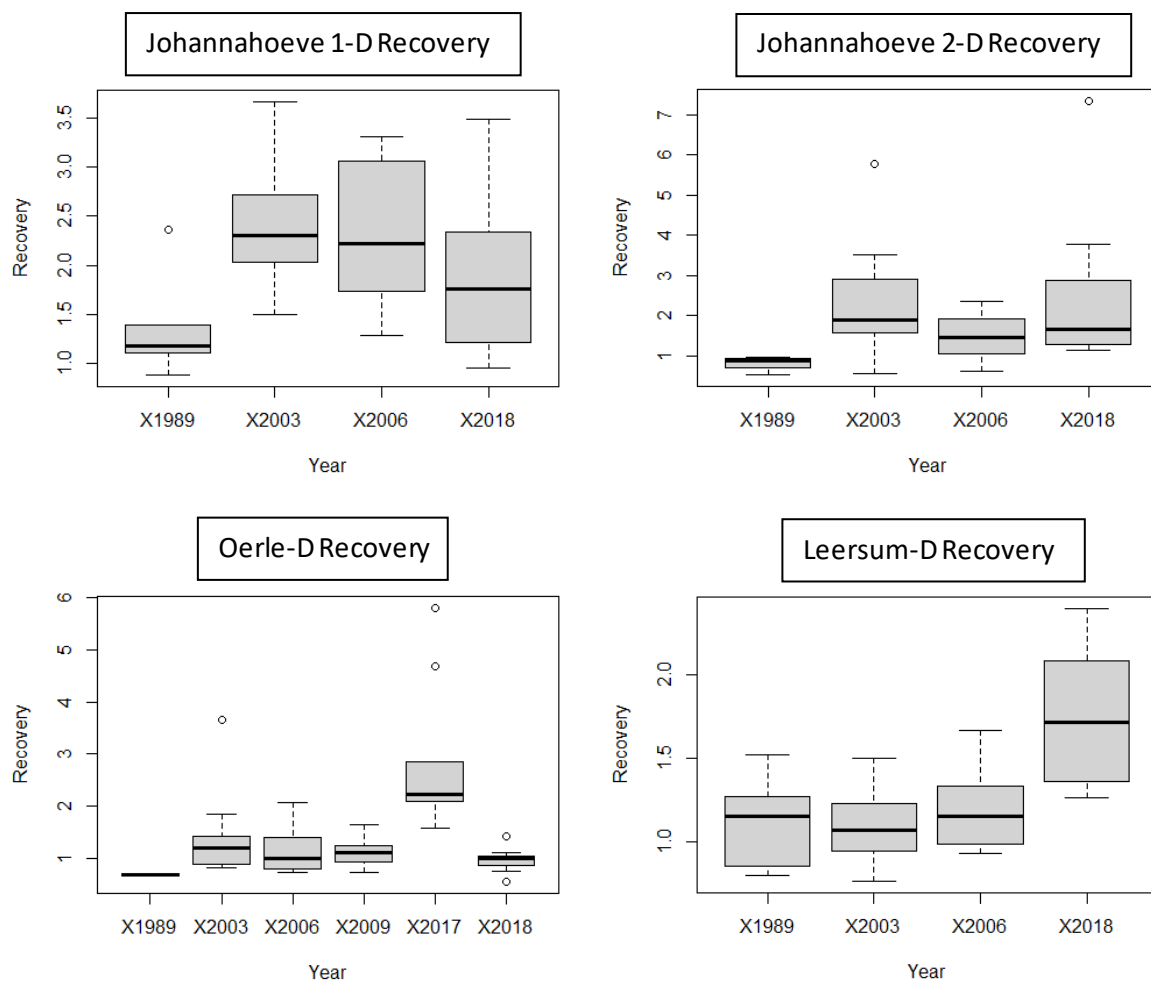 Johannahoeve 1-D Recovery
Johannahoeve 2-D Recovery
Recovery
1.0 1.5 2.0 2.5 3.0 3.5
X1989 X2003 X2006 X2018
Year
Recovery
1 2 3 4 5 6 7
X1989 X2003 X2006 X2018
Year
Oerle-D Recovery
Leersum-D Recovery
Recovery
1 2 3 4 5 6
X1989 X2003 X2006 X2009 X2017 X2018
Year
Recovery
1.0 1.5 2.0
X1989 X2003 X2006 X2018
Year